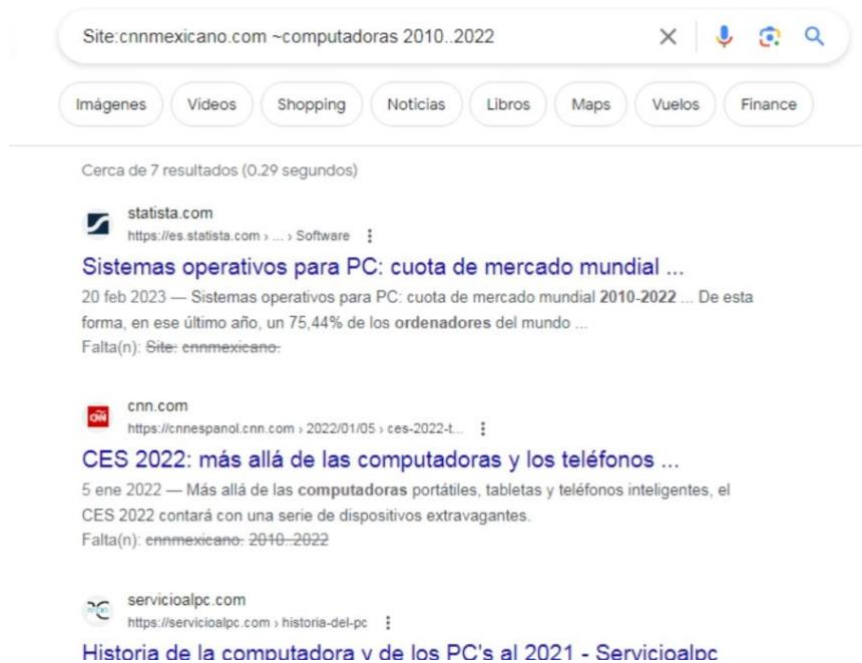 Site:cnnmexicano.com ~computadoras 2010..2022
Imágenes Videos Shopping Noticias Libros Maps Vuelos Finance
Cerca de 7 resultados (0.29 segundos)
statista.com
https://es.statista.com › ... › Software
Sistemas operativos para PC: cuota de mercado mundial ...
20 feb 2023 — Sistemas operativos para PC: cuota de mercado mundial 2010-2022 ... De esta
forma, en ese último año, un 75,44% de los ordenadores del mundo ...
Falta(n): Site: cnnmexicano.
CNN
cnn.com
https://cnnespanol.cnn.com › 2022/01/05 › ces-2022-t...
CES 2022: más allá de las computadoras y los teléfonos ...
5 ene 2022 — Más allá de las computadoras portátiles, tabletas y teléfonos inteligentes, el
CES 2022 contará con una serie de dispositivos extravagantes.
Falta(n): cnnmexicano. 2010..2022
servicioalpc.com
https://servicioalpc.com › historia-del-pc
Historia de la computadora y de los PC's al 2021 - Servicioalpc